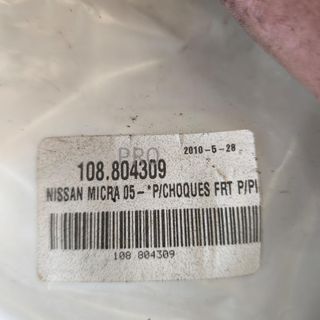 PRO
2010-5-28
108.804309
NISSAN MICRA 05-*P/CHOQUES FRT P/PI
108 804309